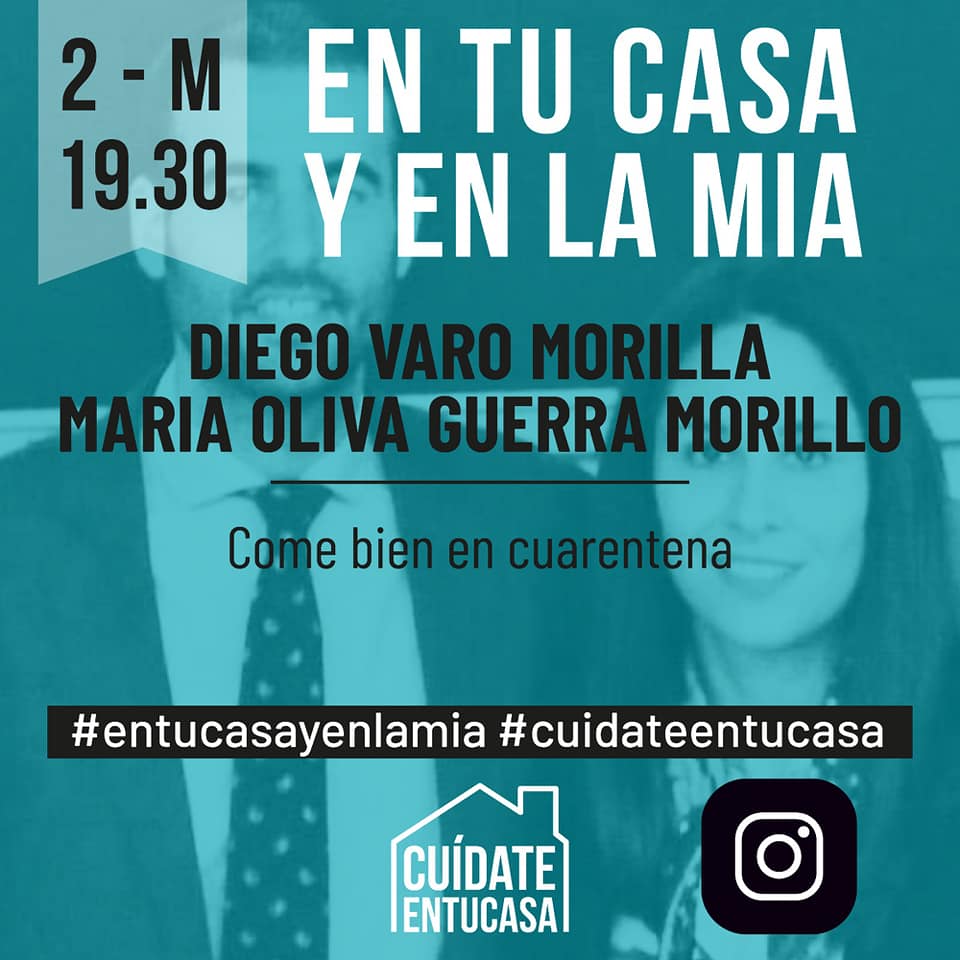 2 - M
19.30
EN TU CASA
Y EN LA MIA
DIEGO VARO MORILLA
MARIA OLIVA GUERRA MORILLO
Come bien en cuarentena
#entucasayenlamia #cuidateentucasa
CUÍDATE
ENTUCASA